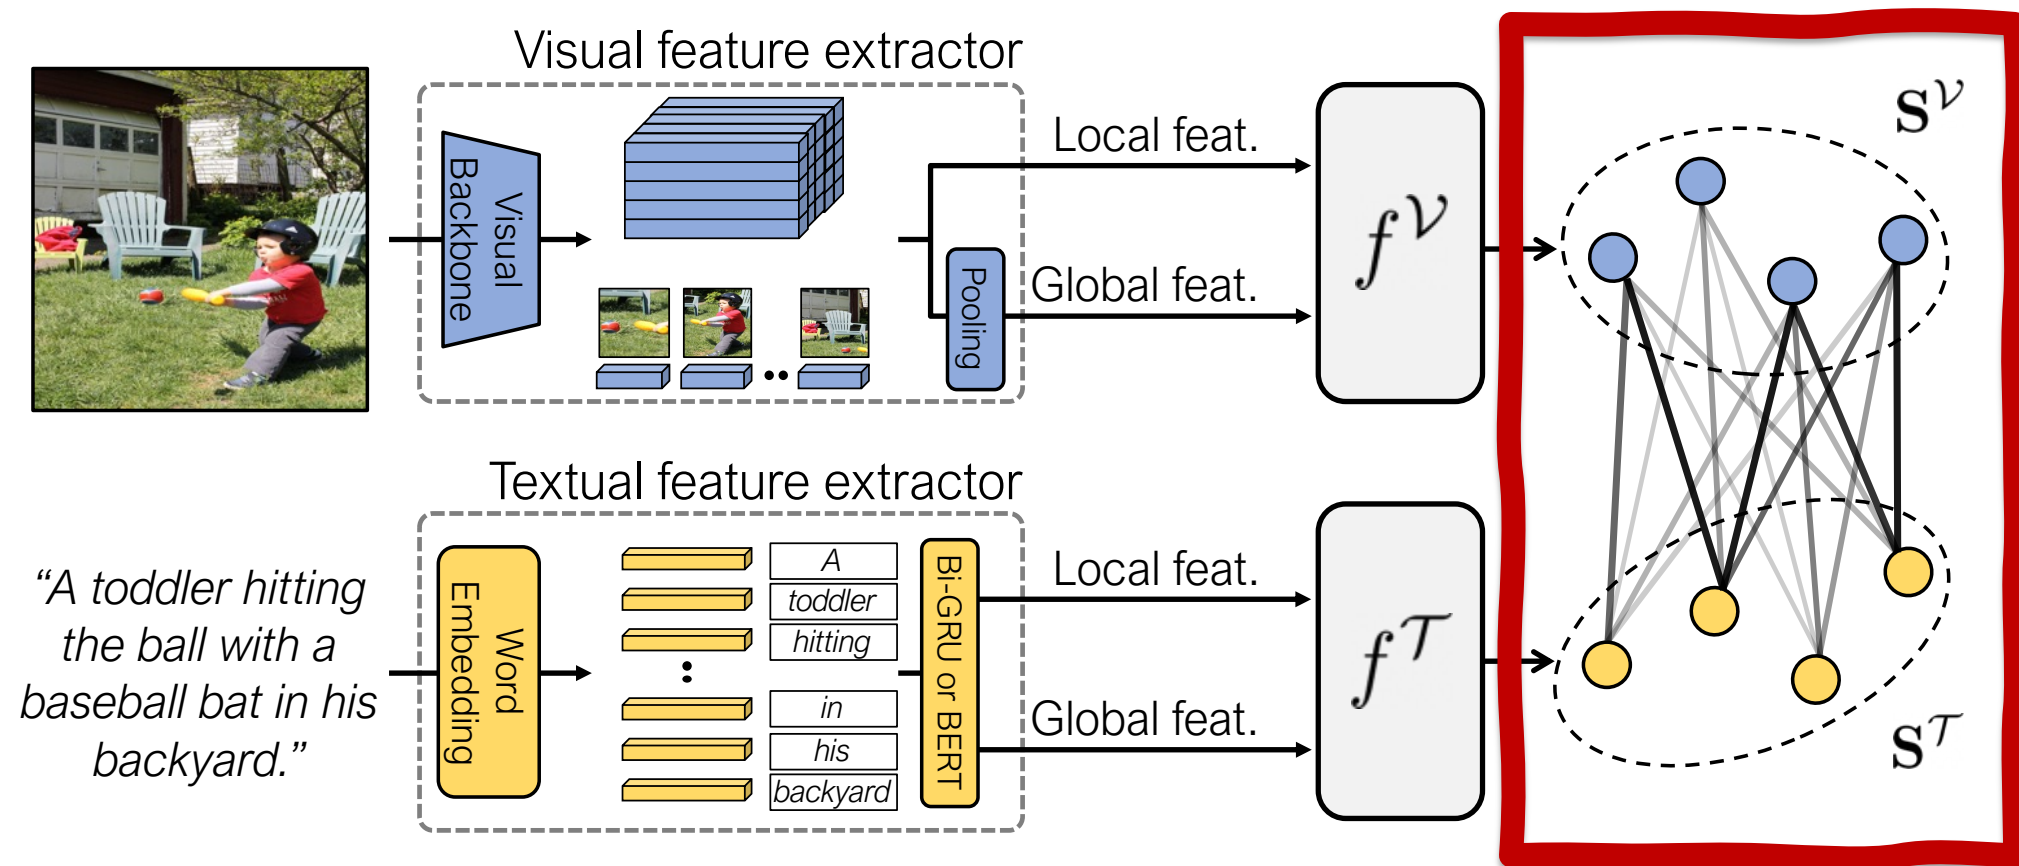 Visual feature extractor
Visual
Backbone
Local feat.
Global feat.
Pooling
f^𝒱
S^𝒱
Textual feature extractor
“A toddler hitting
the ball with a
baseball bat in his
backyard.”
Word
Embedding
A
toddler
hitting
in
his
backyard
Bi-GRU or BERT
Local feat.
Global feat.
f^𝒯
S^𝒯